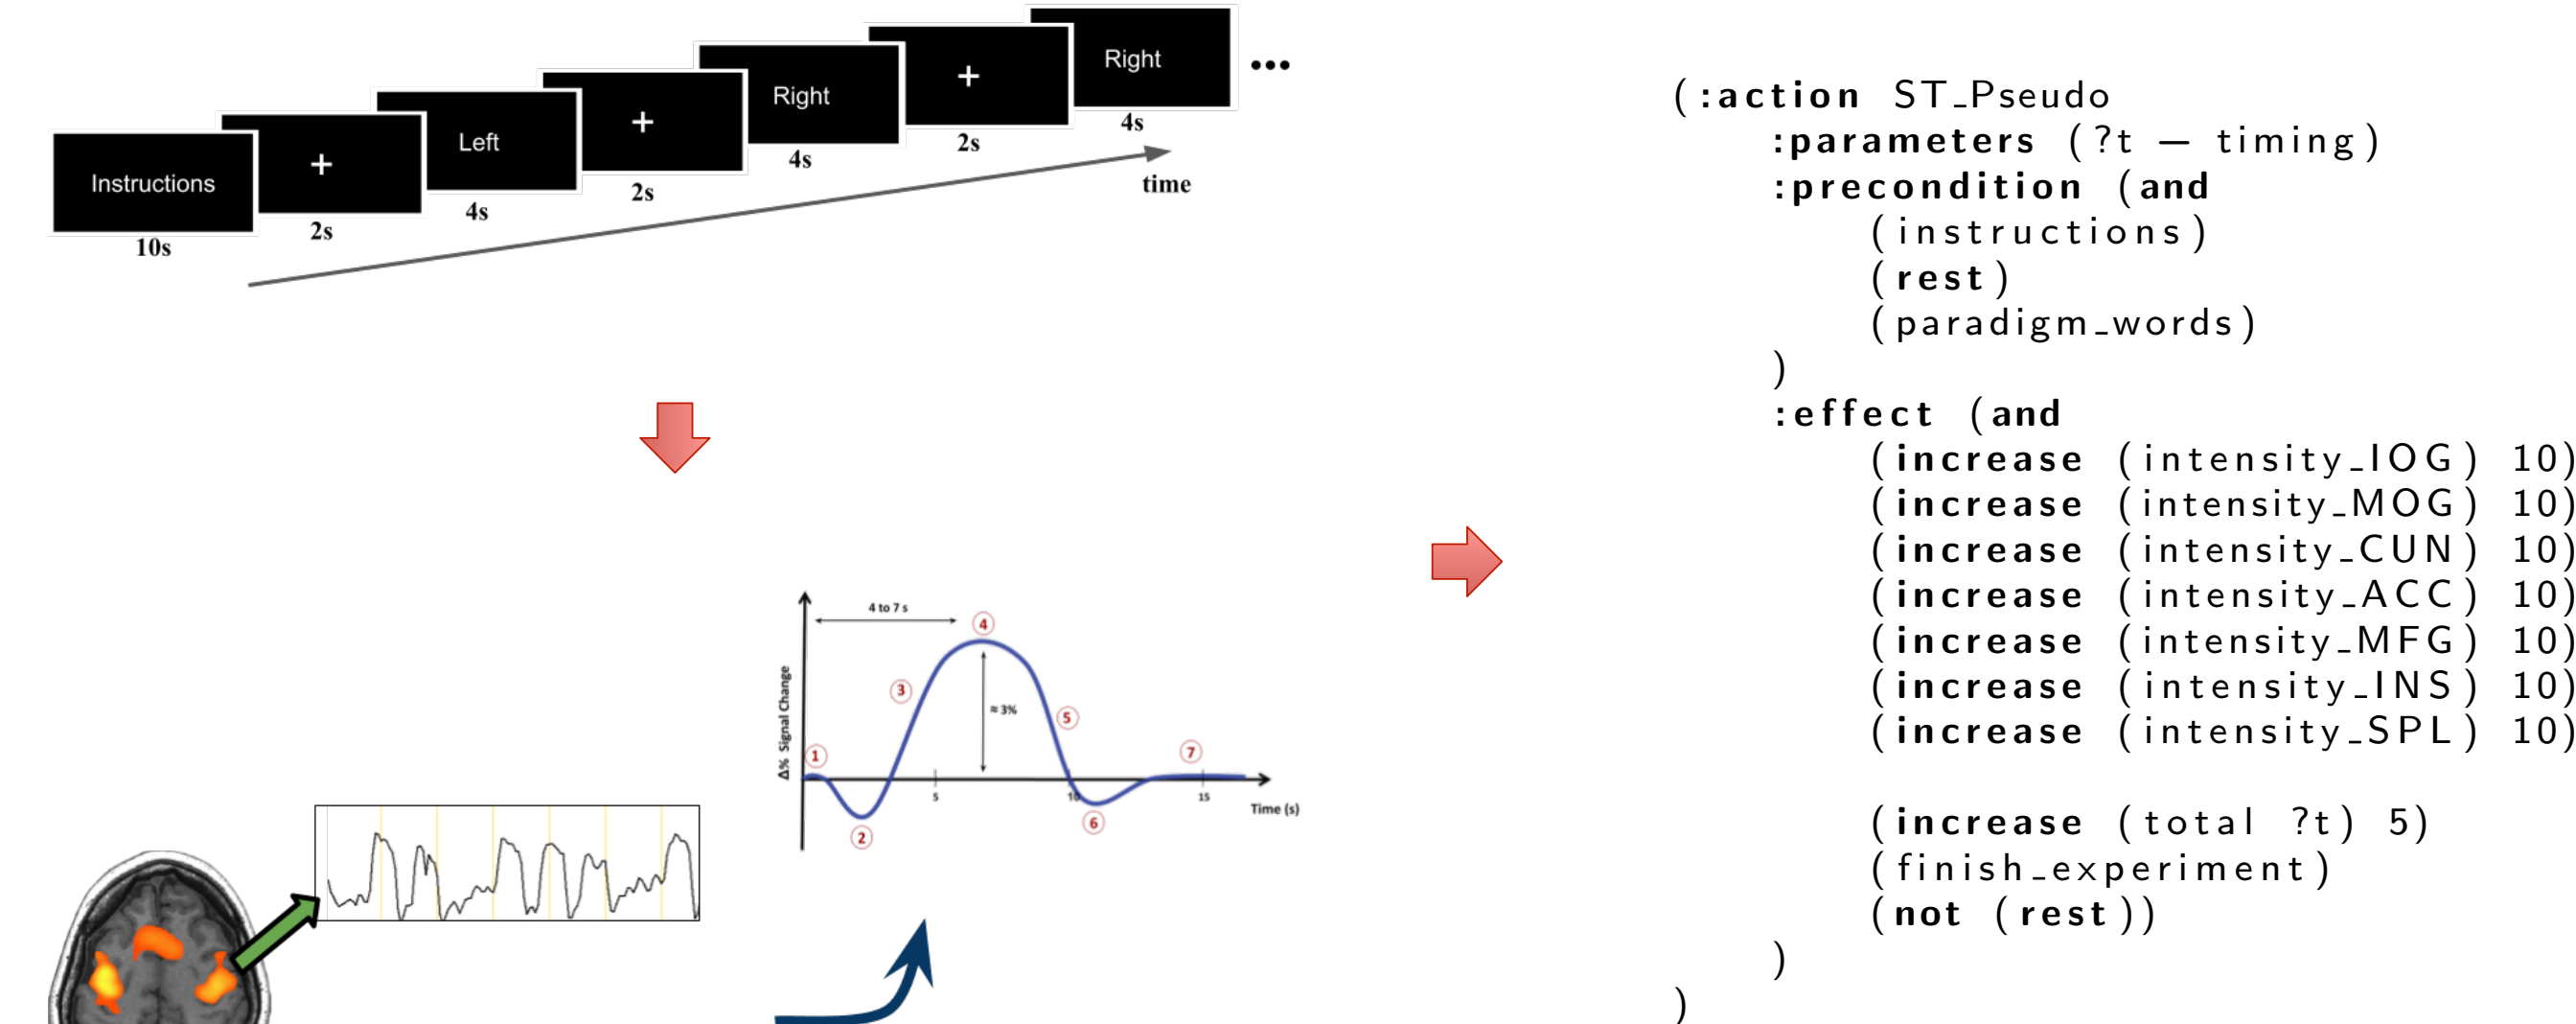 Instructions
10s
+
2s
Left
4s
+
2s
Right
4s
+
2s
Right
4s
...
time
(:action ST_Pseudo
:parameters (?t — timing)
:precondition (and
(instructions)
(rest)
(paradigm_words)
)
:effect (and
(increase (intensity_IOG) 10)
(increase (intensity_MOG) 10)
(increase (intensity_CUN) 10)
(increase (intensity_ACC) 10)
(increase (intensity_MFG) 10)
(increase (intensity_INS) 10)
(increase (intensity_SPL) 10)
(increase (total ?t) 5)
(finish_experiment)
(not (rest))
)
)
4 to 7 s
Δ% Signal Change
1
2
3
4
≈ 3%
5
6
7
5
10
15
Time (s)